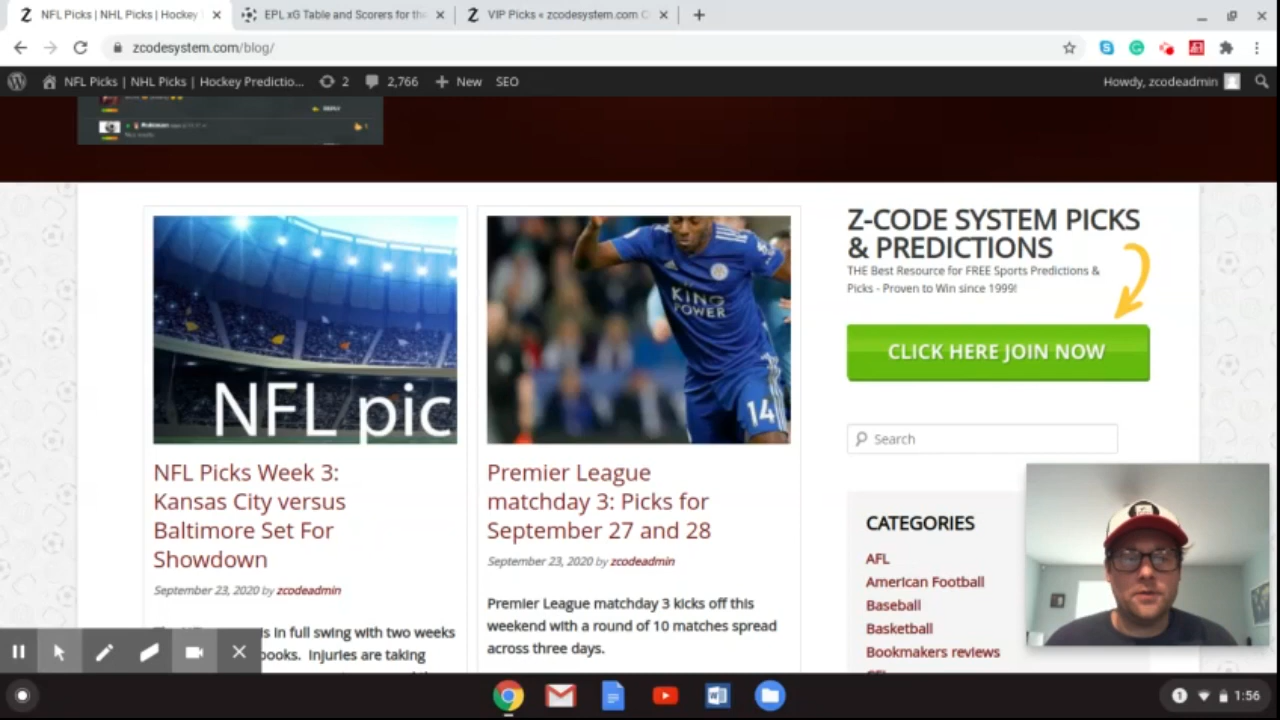 NFL Picks | NHL Picks | Hockey
EPL xG Table and Scorers for the
VIP Picks « zcodesystem.com C
zcodesystem.com/blog/
NFL Picks | NHL Picks | Hockey Predictio...
2
2,766
New
SEO
Howdy, zcodeadmin
NFL pic
KING
POWER
14
NFL Picks Week 3:
Kansas City versus
Baltimore Set For
Showdown
September 23, 2020 by zcodeadmin
s in full swing with two weeks
ooks. Injuries are taking
Premier League
matchday 3: Picks for
September 27 and 28
September 23, 2020 by zcodeadmin
Premier League matchday 3 kicks off this
weekend with a round of 10 matches spread
across three days.
Z-CODE SYSTEM PICKS
& PREDICTIONS
THE Best Resource for FREE Sports Predictions &
Picks - Proven to Win since 1999!
CLICK HERE JOIN NOW
Search
CATEGORIES
AFL
American Football
Baseball
Basketball
Bookmakers reviews
1
1:56